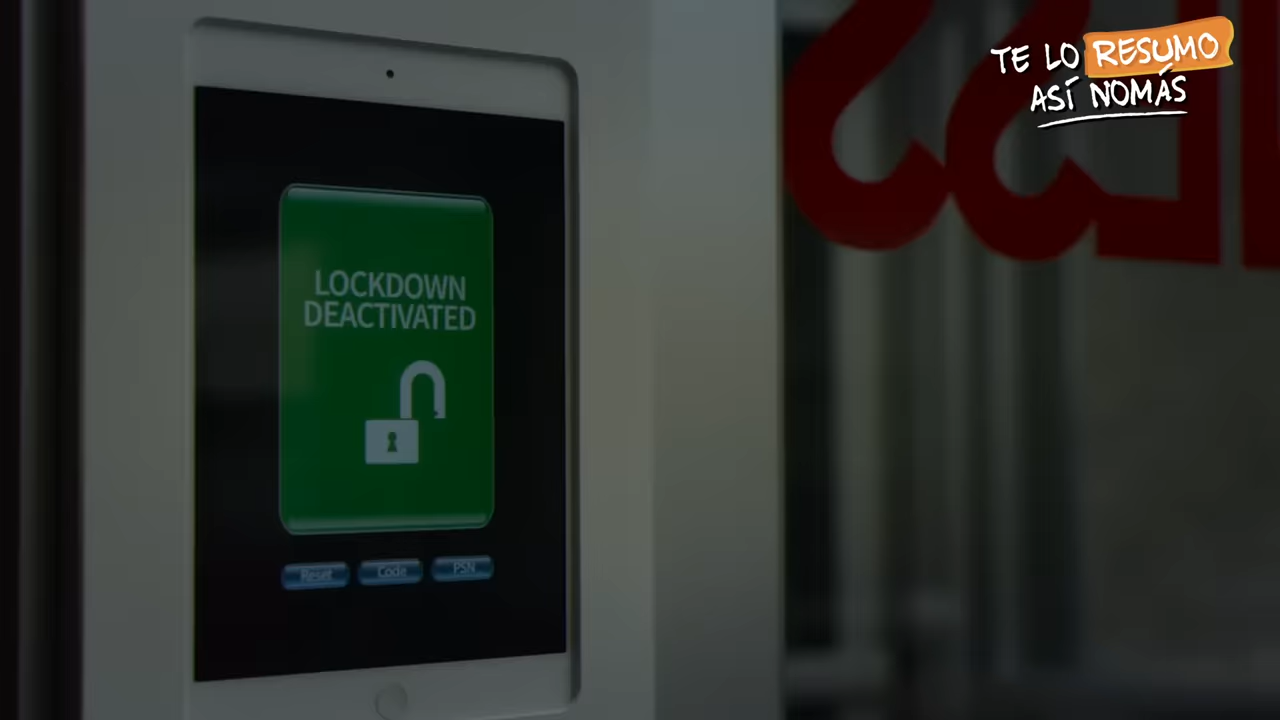 TE LO RESUMO
ASÍ NOMÁS
LOCKDOWN
DEACTIVATED
Reset Code PSN